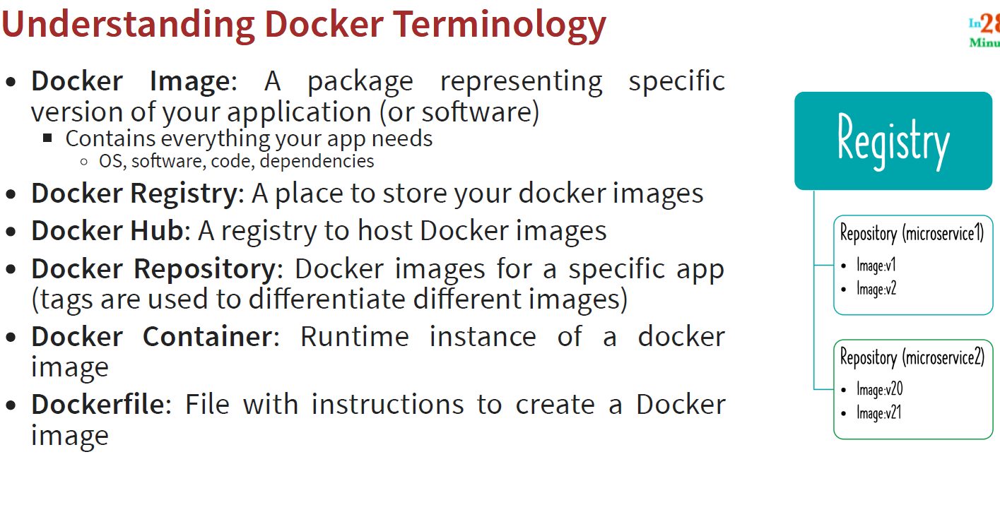 Understanding Docker Terminology
In28
Minu
• Docker Image: A package representing specific
version of your application (or software)
■ Contains everything your app needs
○ OS, software, code, dependencies
• Docker Registry: A place to store your docker images
• Docker Hub: A registry to host Docker images
• Docker Repository: Docker images for a specific app
(tags are used to differentiate different images)
• Docker Container: Runtime instance of a docker
image
• Dockerfile: File with instructions to create a Docker
image
Registry
Repository (microservice1)
• Image:v1
• Image:v2
Repository (microservice2)
• Image:v20
• Image:v21